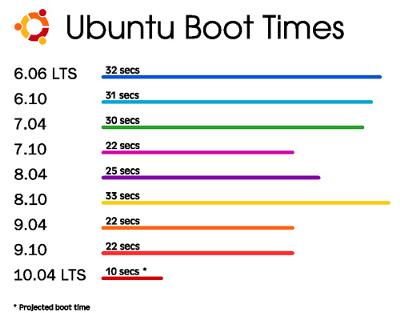 Ubuntu Boot Times
6.06 LTS 32 secs
6.10 31 secs
7.04 30 secs
7.10 22 secs
8.04 25 secs
8.10 33 secs
9.04 22 secs
9.10 22 secs
10.04 LTS 10 secs *
* Projected boot time